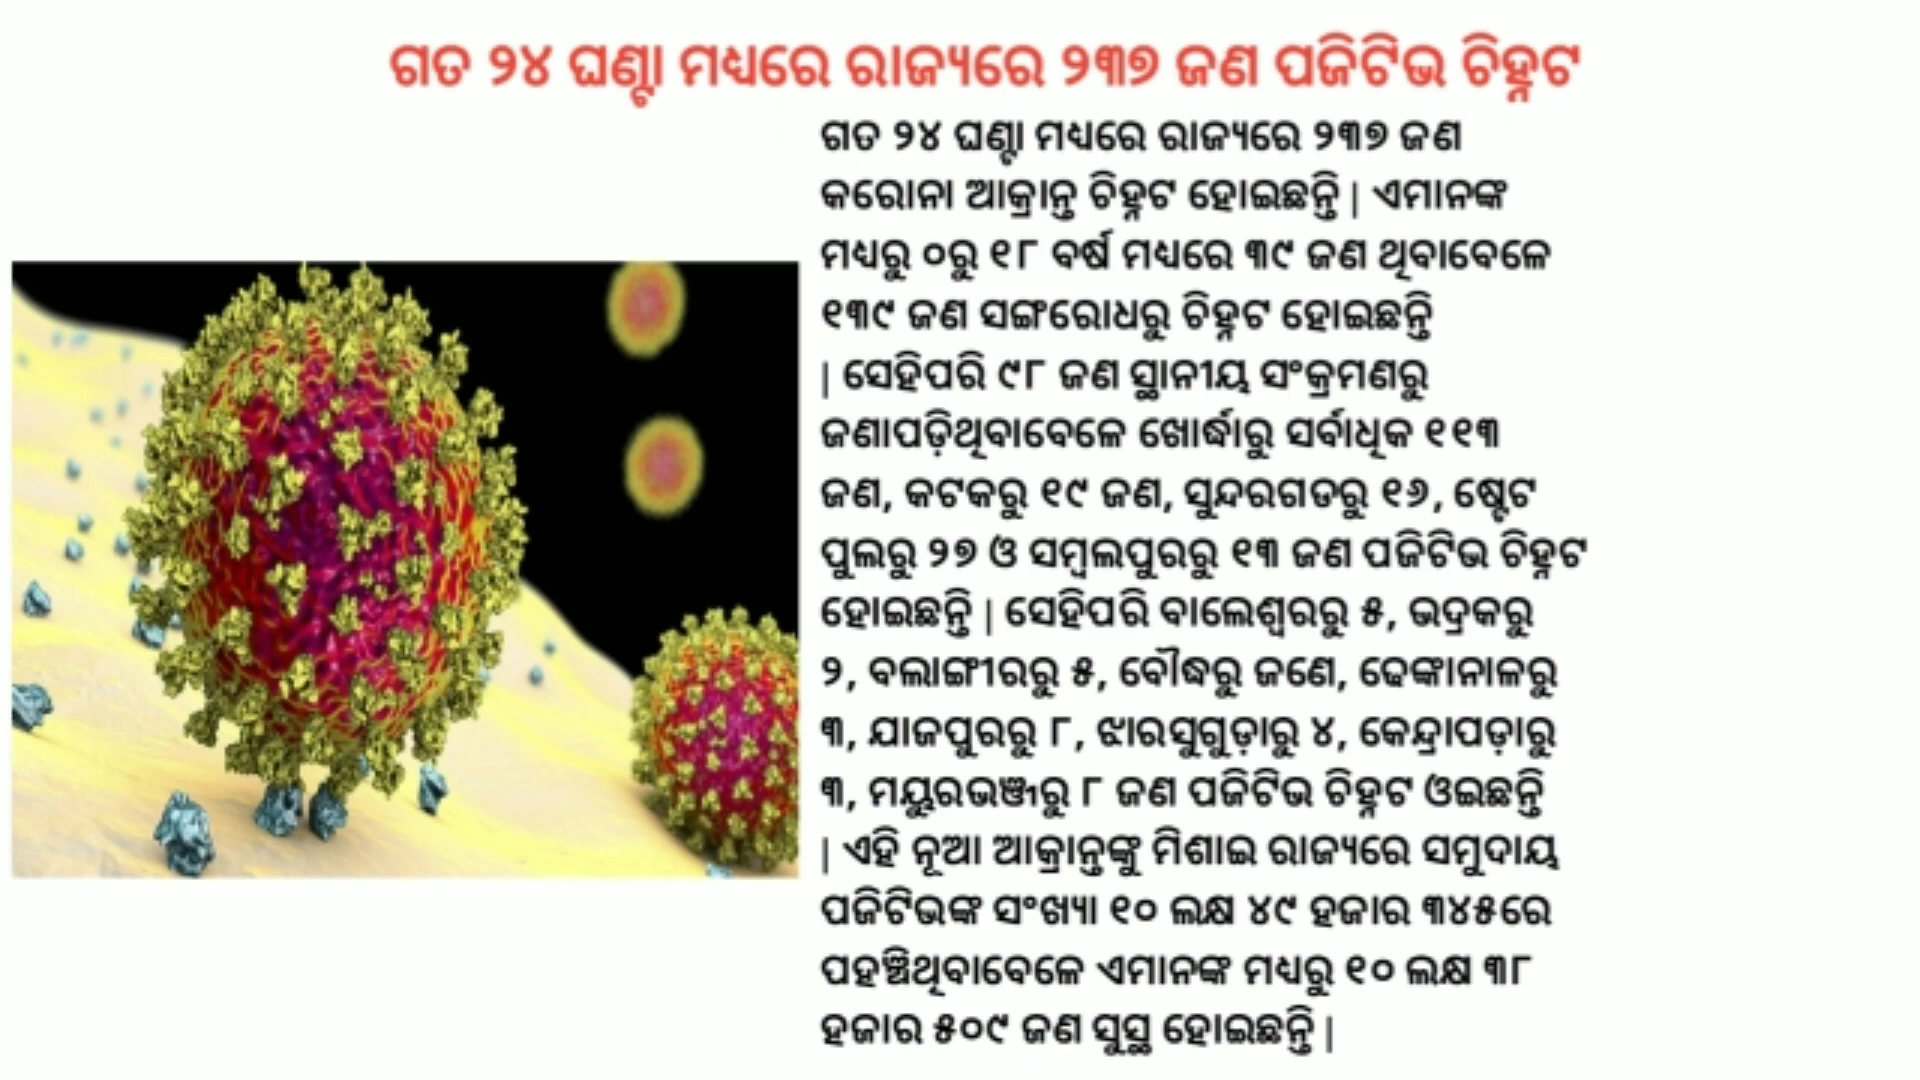 ଗତ ୨୪ ଘଣ୍ଟା ମଧ୍ୟରେ ରାଜ୍ୟରେ ୨୩୭ ଜଣ ପଜିଟିଭ ଚିହ୍ନଟ
ଗତ ୨୪ ଘଣ୍ଟା ମଧ୍ୟରେ ରାଜ୍ୟରେ ୨୩୭ ଜଣ
କରୋନା ଆକ୍ରାନ୍ତ ଚିହ୍ନଟ ହୋଇଛନ୍ତି | ଏମାନଙ୍କ
ମଧ୍ୟରୁ ୦ରୁ ୧୮ ବର୍ଷ ମଧ୍ୟରେ ୩୯ ଜଣ ଥିବାବେଳେ
୧୩୯ ଜଣ ସଙ୍ଗରୋଧରୁ ଚିହ୍ନଟ ହୋଇଛନ୍ତି
| ସେହିପରି ୯୮ ଜଣ ସ୍ଥାନୀୟ ସଂକ୍ରମଣରୁ
ଜଣାପଡ଼ିଥିବାବେଳେ ଖୋର୍ଦ୍ଧାରୁ ସର୍ବାଧିକ ୧୧୩
ଜଣ, କଟକରୁ ୧୯ ଜଣ, ସୁନ୍ଦରଗଡରୁ ୧୬, ଷ୍ଟେଟ
ପୁଲରୁ ୨୭ ଓ ସମ୍ବଲପୁରରୁ ୧୩ ଜଣ ପଜିଟିଭ ଚିହ୍ନଟ
ହୋଇଛନ୍ତି | ସେହିପରି ବାଲେଶ୍ୱରରୁ ୫, ଭଦ୍ରକରୁ
୨, ବଲାଙ୍ଗୀରରୁ ୫, ବୌଦ୍ଧରୁ ଜଣେ, ଢେଙ୍କାନାଳରୁ
୩, ଯାଜପୁରରୁ ୮, ଝାରସୁଗୁଡ଼ାରୁ ୪, କେନ୍ଦ୍ରାପଡ଼ାରୁ
୩, ମୟୁରଭଞ୍ଜରୁ ୮ ଜଣ ପଜିଟିଭ ଚିହ୍ନଟ ଓଇଛନ୍ତି
| ଏହି ନୂଆ ଆକ୍ରାନ୍ତଙ୍କୁ ମିଶାଇ ରାଜ୍ୟରେ ସମୁଦାୟ
ପଜିଟିଭଙ୍କ ସଂଖ୍ୟା ୧୦ ଲକ୍ଷ ୪୯ ହଜାର ୩୪୫ରେ
ପହଞ୍ଚିଥିବାବେଳେ ଏମାନଙ୍କ ମଧ୍ୟରୁ ୧୦ ଲକ୍ଷ ୩୮
ହଜାର ୫୦୯ ଜଣ ସୁସ୍ଥ ହୋଇଛନ୍ତି |